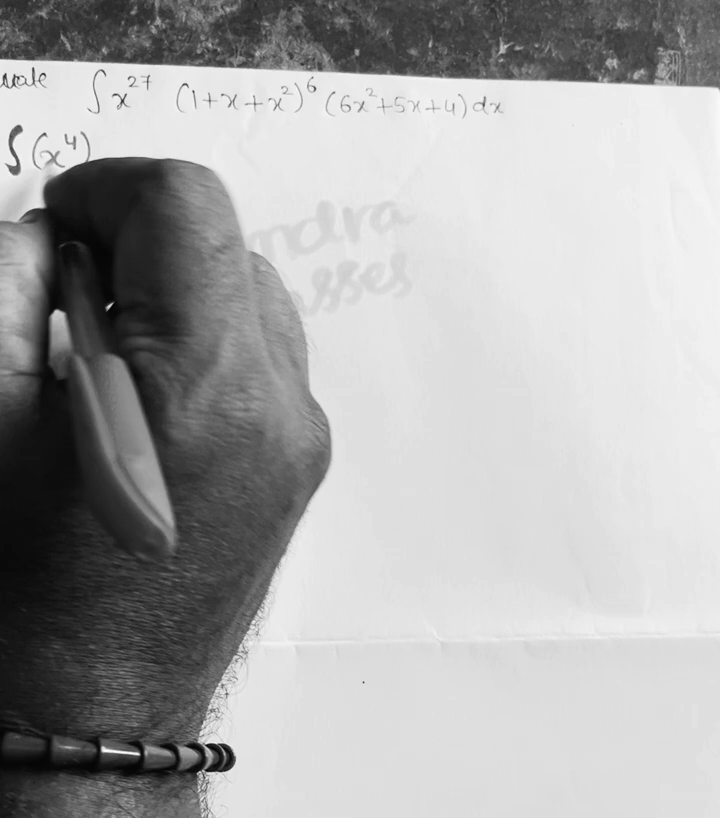 ∫ x²⁷ (1+x+x²)⁶ (6x²+5x+4) dx
∫ (x⁴)